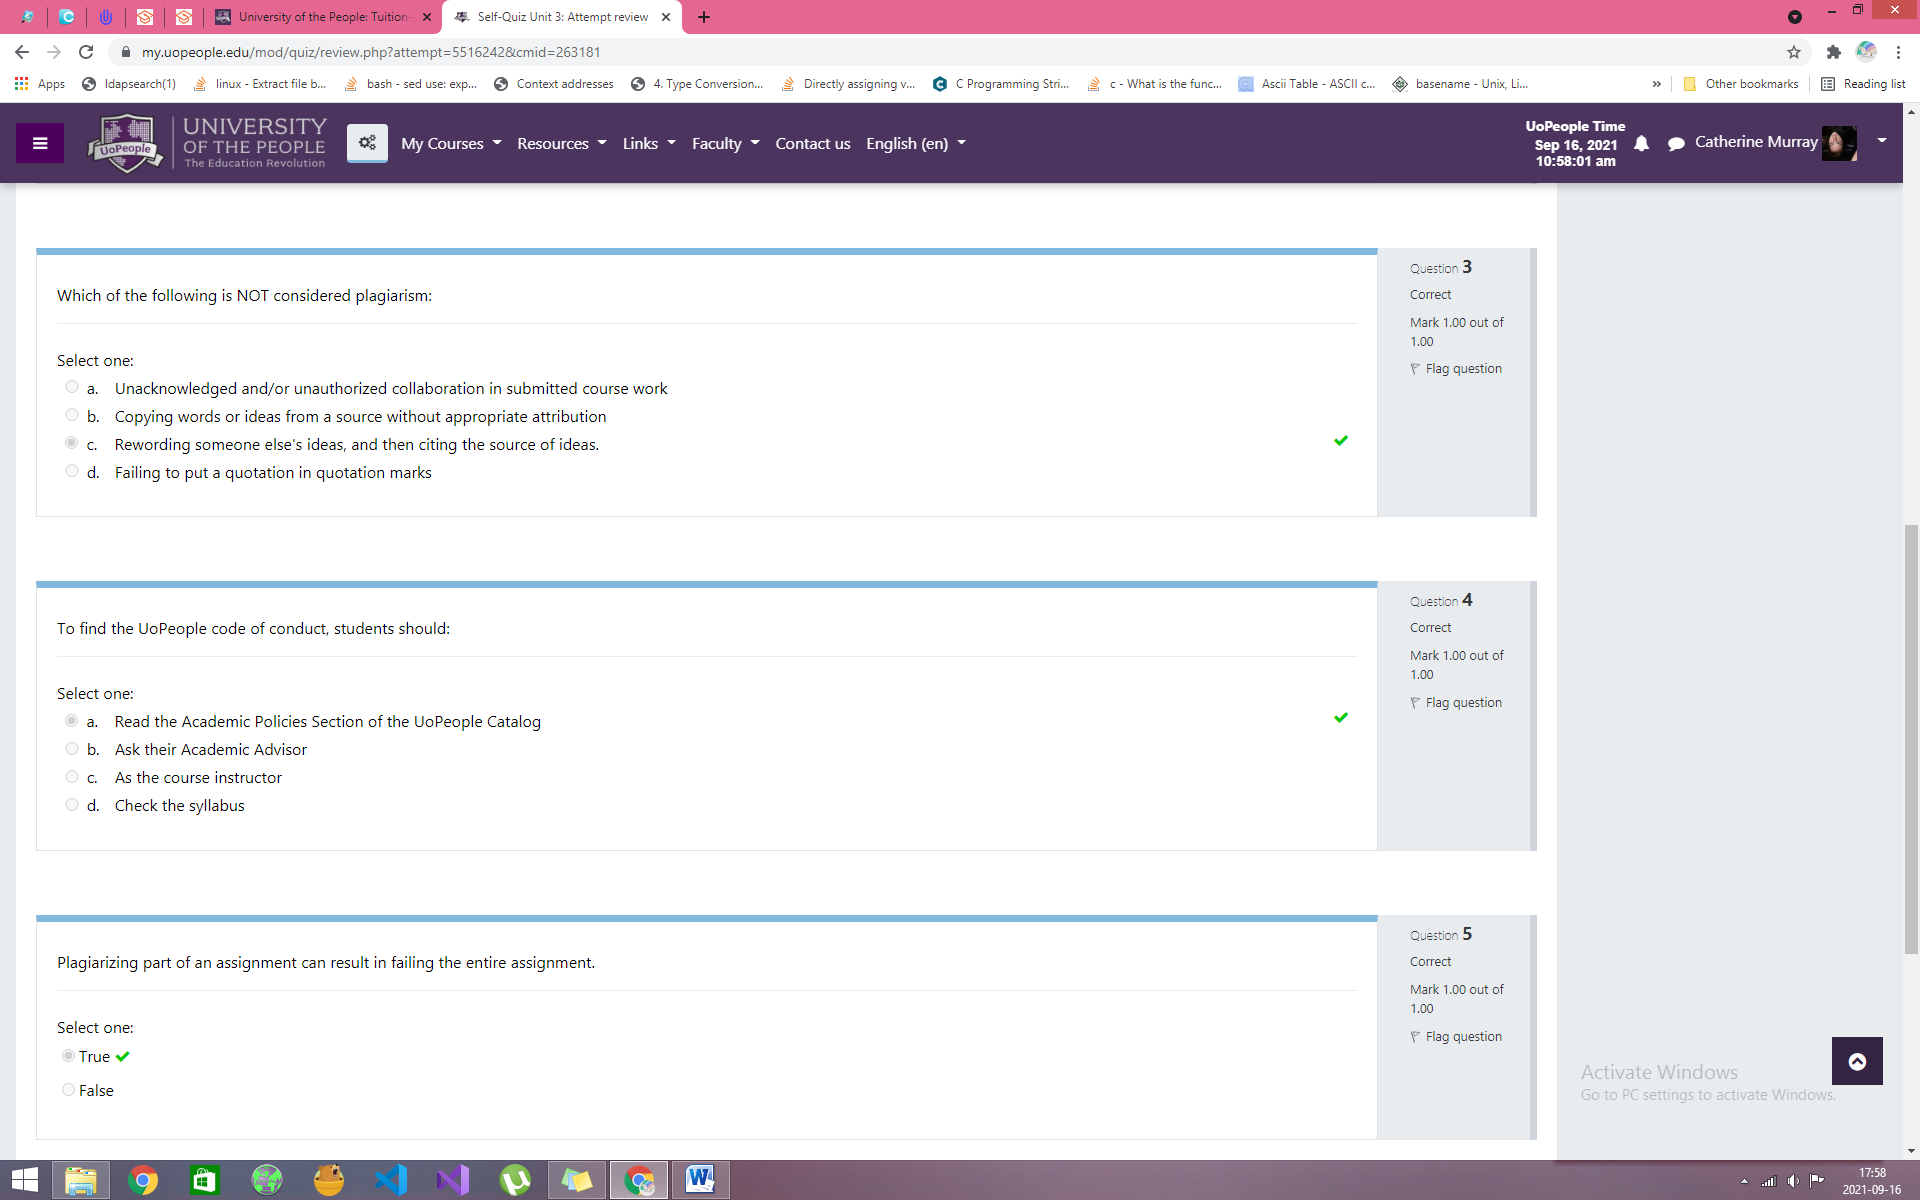 University of the People: Tuition-
Self-Quiz Unit 3: Attempt review
my.uopeople.edu/mod/quiz/review.php?attempt=5516242&cmid=263181
Apps
ldapsearch(1)
linux - Extract file b...
bash - sed use: exp...
Context addresses
4. Type Conversion...
Directly assigning v...
C Programming Stri...
c - What is the func...
Ascii Table - ASCII c...
basename - Unix, Li...
»
Other bookmarks
Reading list
UoPeople
UNIVERSITY
OF THE PEOPLE
The Education Revolution
My Courses
Resources
Links
Faculty
Contact us
English (en)
UoPeople Time
Sep 16, 2021
10:58:01 am
Catherine Murray
Which of the following is NOT considered plagiarism:
Select one:
a. Unacknowledged and/or unauthorized collaboration in submitted course work
b. Copying words or ideas from a source without appropriate attribution
c. Rewording someone else's ideas, and then citing the source of ideas.
d. Failing to put a quotation in quotation marks
Question 3
Correct
Mark 1.00 out of
1.00
Flag question
To find the UoPeople code of conduct, students should:
Select one:
a. Read the Academic Policies Section of the UoPeople Catalog
b. Ask their Academic Advisor
c. As the course instructor
d. Check the syllabus
Question 4
Correct
Mark 1.00 out of
1.00
Flag question
Plagiarizing part of an assignment can result in failing the entire assignment.
Select one:
True
False
Question 5
Correct
Mark 1.00 out of
1.00
Flag question
Activate Windows
Go to PC settings to activate Windows.
17:58
2021-09-16